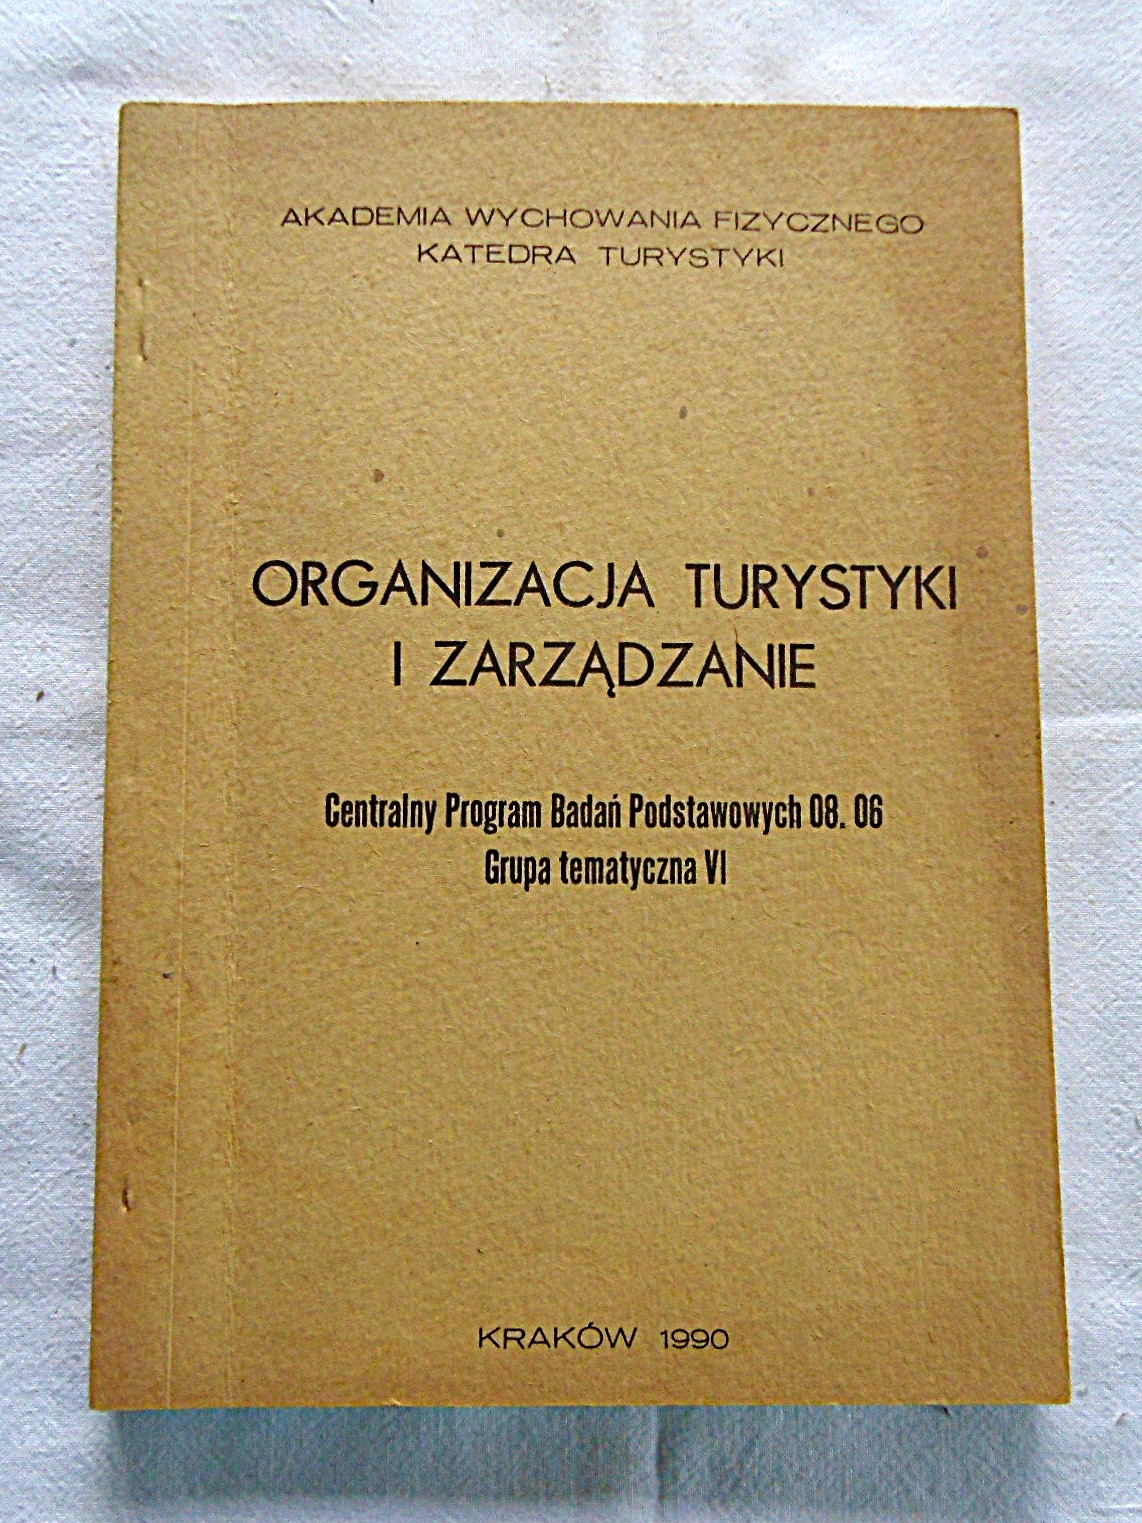 AKADEMIA WYCHOWANIA FIZYCZNEGO
KATEDRA TURYSTYKI
ORGANIZACJA TURYSTYKI
I ZARZĄDZANIE
Centralny Program Badań Podstawowych 08. 06
Grupa tematyczna VI
KRAKÓW 1990